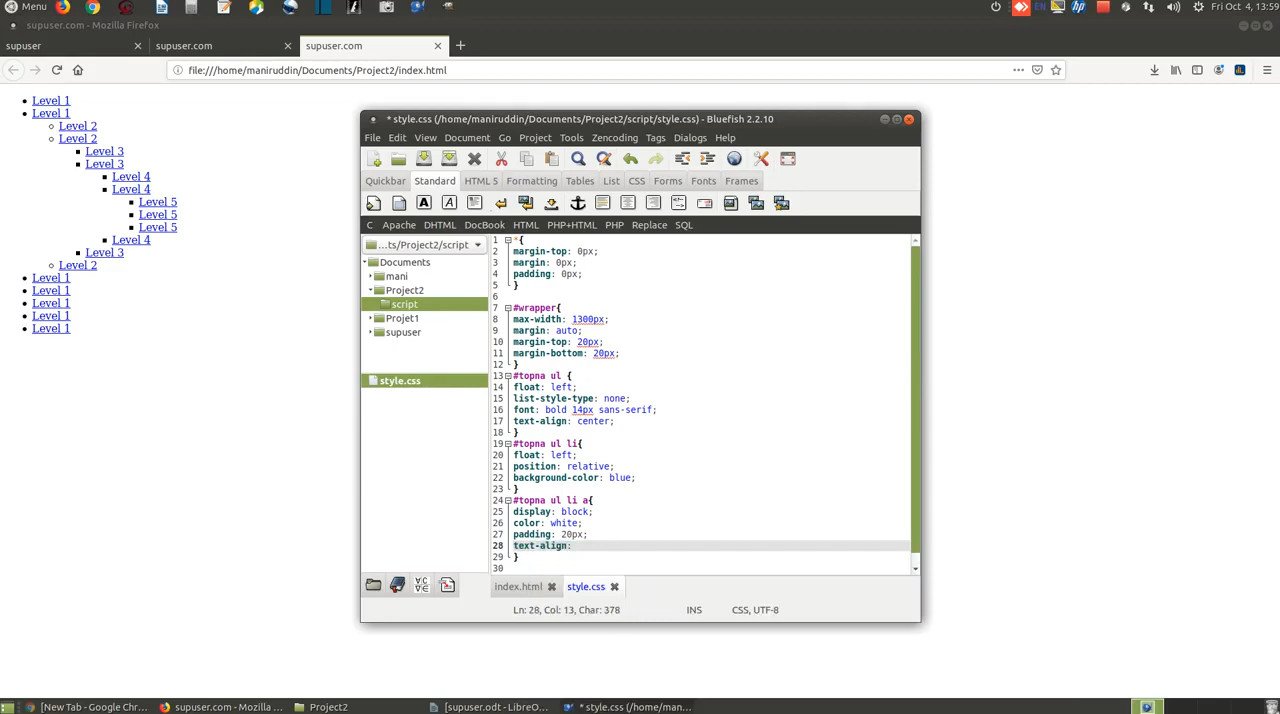 Menu
EN
Fri Oct 4, 13:59
supuser.com - Mozilla Firefox
supuser
supuser.com
supuser.com
file:///home/maniruddin/Documents/Project2/index.html
Level 1
Level 1
Level 2
Level 2
Level 3
Level 3
Level 4
Level 4
Level 5
Level 5
Level 5
Level 4
Level 3
Level 2
Level 1
Level 1
Level 1
Level 1
Level 1
* style.css (/home/maniruddin/Documents/Project2/script/style.css) - Bluefish 2.2.10
File Edit View Document Go Project Tools Zencoding Tags Dialogs Help
Quickbar Standard HTML 5 Formatting Tables List CSS Forms Fonts Frames
C Apache DHTML DocBook HTML PHP+HTML PHP Replace SQL
...ts/Project2/script
Documents
mani
Project2
script
Projet1
supuser
style.css
1 *{
2 margin-top: 0px;
3 margin: 0px;
4 padding: 0px;
5 }
6
7 #wrapper{
8 max-width: 1300px;
9 margin: auto;
10 margin-top: 20px;
11 margin-bottom: 20px;
12 }
13 #topna ul {
14 float: left;
15 list-style-type: none;
16 font: bold 14px sans-serif;
17 text-align: center;
18 }
19 #topna ul li{
20 float: left;
21 position: relative;
22 background-color: blue;
23 }
24 #topna ul li a{
25 display: block;
26 color: white;
27 padding: 20px;
28 text-align:
29 }
30
index.html style.css
Ln: 28, Col: 13, Char: 378 INS CSS, UTF-8
[New Tab - Google Chr... supuser.com - Mozilla ... Project2 [supuser.odt - LibreO... * style.css (/home/man...